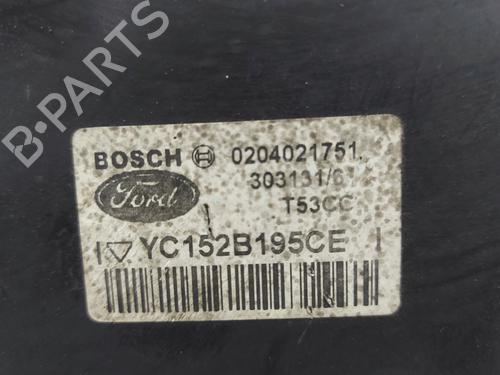 B-PARTS
BOSCH 0204021751.
Ford 303131/6
T53CC
YC152B195CE